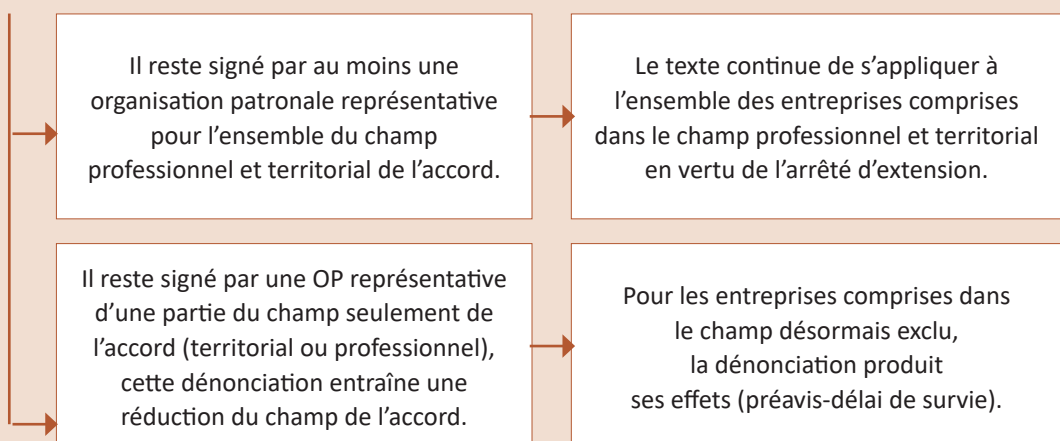 Il reste signé par au moins une
organisation patronale représentative
pour l’ensemble du champ
professionnel et territorial de l’accord.
Le texte continue de s’appliquer à
l’ensemble des entreprises comprises
dans le champ professionnel et territorial
en vertu de l’arrêté d’extension.
Il reste signé par une OP représentative
d’une partie du champ seulement de
l’accord (territorial ou professionnel),
cette dénonciation entraîne une
réduction du champ de l’accord.
Pour les entreprises comprises dans
le champ désormais exclu,
la dénonciation produit
ses effets (préavis-délai de survie).